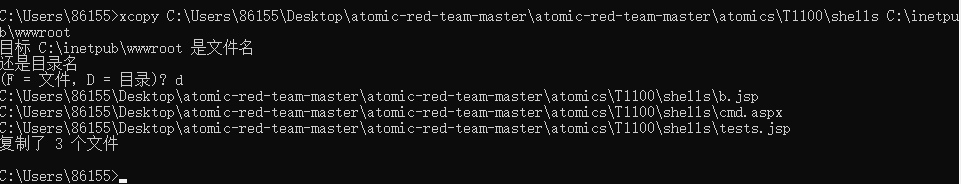 C:\Users\86155>xcopy C:\Users\86155\Desktop\atomic-red-team-master\atomic-red-team-master\atomics\T1100\shells C:\inetpu
b\wwwroot
目标 C:\inetpub\wwwroot 是文件名
还是目录名
(F = 文件，D = 目录)? d
C:\Users\86155\Desktop\atomic-red-team-master\atomic-red-team-master\atomics\T1100\shells\b.jsp
C:\Users\86155\Desktop\atomic-red-team-master\atomic-red-team-master\atomics\T1100\shells\cmd.aspx
C:\Users\86155\Desktop\atomic-red-team-master\atomic-red-team-master\atomics\T1100\shells\tests.jsp
复制了 3 个文件
C:\Users\86155>